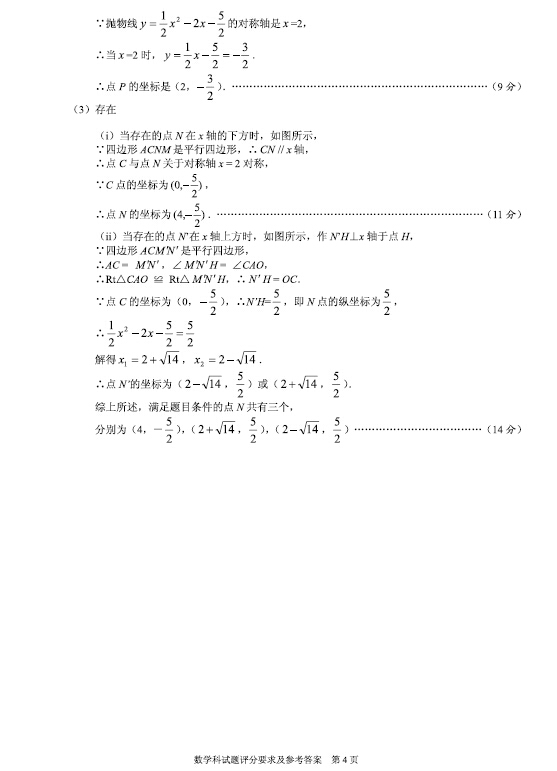 ∵抛物线 y = 1/2 x² − 2x − 5/2 的对称轴是 x =2，
∴当 x =2 时，y = 1/2 x − 5/2 = − 3/2 .
∴点 P 的坐标是（2，− 3/2 ）. ……………………………………………………………（9 分）
（3）存在
（i）当存在的点 N 在 x 轴的下方时，如图所示，
∵四边形 ACNM 是平行四边形，∴ CN // x 轴，
∴点 C 与点 N 关于对称轴 x = 2 对称，
∵C 点的坐标为 (0,− 5/2 )，
∴点 N 的坐标为 (4,− 5/2 ) . ……………………………………………………………（11 分）
（ii）当存在的点 N′在 x 轴上方时，如图所示，作 N′H⊥x 轴于点 H，
∵四边形 ACM′N′ 是平行四边形，
∴AC = M′N′，∠ M′N′ H = ∠CAO，
∴Rt△CAO ≌ Rt△ M′N′ H，∴ N′ H = OC.
∵点 C 的坐标为（0，− 5/2 ），∴N′H= 5/2 ，即 N 点的纵坐标为 5/2 ，
∴ 1/2 x² − 2x − 5/2 = 5/2
解得 x₁ = 2 + √14 ，x₂ = 2 − √14 .
∴点 N′的坐标为（ 2 − √14 ， 5/2 ）或（ 2 + √14 ， 5/2 ）.
综上所述，满足题目条件的点 N 共有三个，
分别为（4，− 5/2 ），（ 2 + √14 ， 5/2 ），（ 2 − √14 ， 5/2 ）………………………………（14 分）
数学科试题评分要求及参考答案 第 4 页